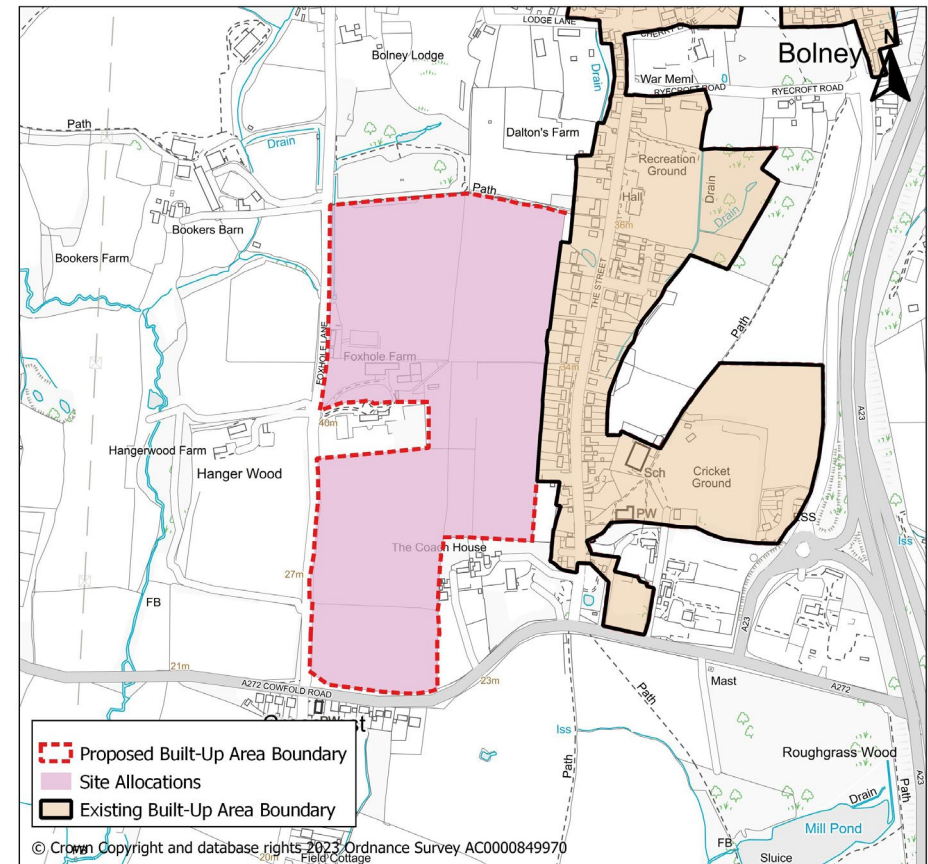 LODGE LANE
CHERRY LANE
Bolney
N
Bolney Lodge
Drain
War Meml
RYECROFT ROAD
RYECROFT ROAD
Path
Drain
Dalton's Farm
Recreation
Ground
Path
Hall
Drain
Drain
36m
Bookers Barn
Bookers Farm
THE STREET
Path
FOXHOLE LANE
Foxhole Farm
34m
A23
40m
Hangerwood Farm
Hanger Wood
Sch
Cricket
Ground
PW
ESS
Iss
The Coach House
27m
FB
A23
21m
A272 COWFOLD ROAD
23m
Mast
A272
Path
Iss
Path
Roughgrass Wood
A23
Drain
Path
Mill Pond
FB
Sluice
Proposed Built-Up Area Boundary
Site Allocations
Existing Built-Up Area Boundary
© Crown Copyright and database rights 2023 Ordnance Survey AC0000849970
20m
Field Cottage